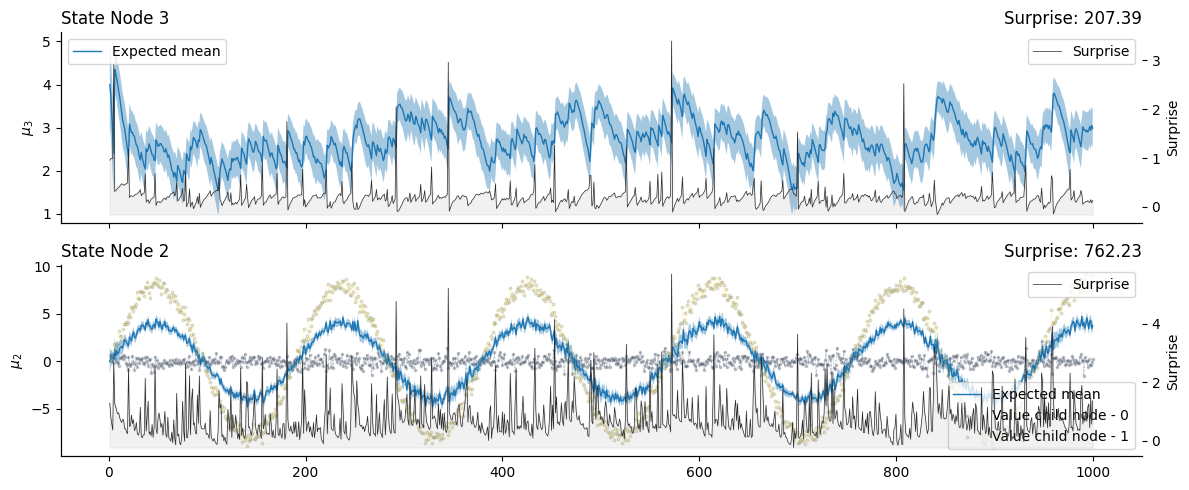 State Node 3
Surprise: 207.39
Expected mean
Surprise
5
4
3
2
1
μ3
3
2
1
0
Surprise
State Node 2
Surprise: 762.23
Surprise
10
5
0
−5
μ2
4
2
0
Surprise
Expected mean
Value child node - 0
Value child node - 1
0
200
400
600
800
1000